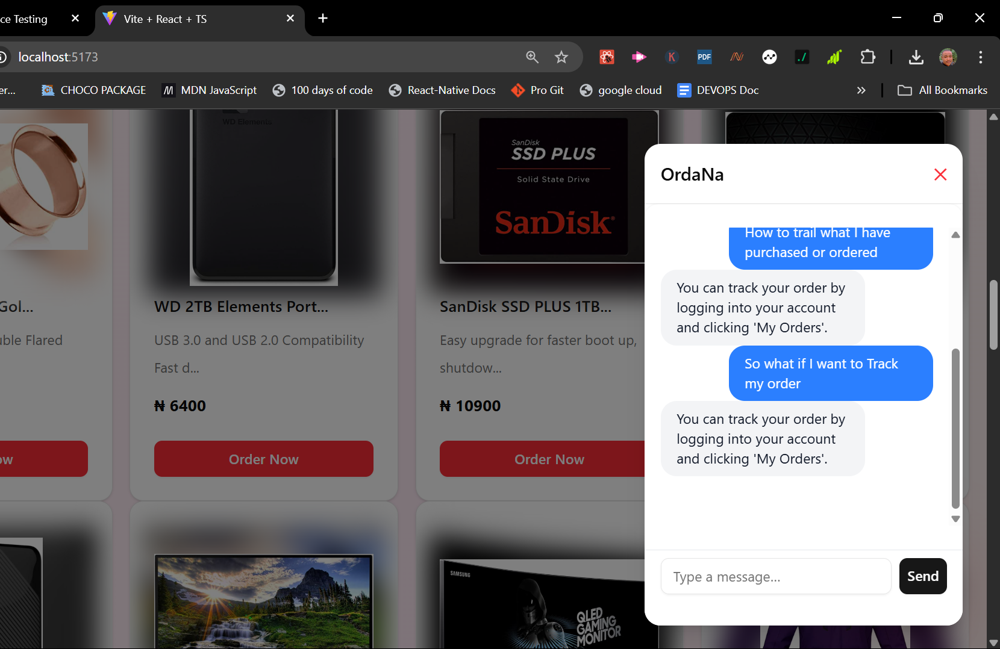 ce Testing
Vite + React + TS
localhost:5173
er...
CHOCO PACKAGE
MDN JavaScript
100 days of code
React-Native Docs
Pro Git
google cloud
DEVOPS Doc
All Bookmarks
PDF
K
WD Elements
SanDisk
SSD PLUS
Solid State Drive
SanDisk
Gol...
uble Flared
ow
WD 2TB Elements Port...
USB 3.0 and USB 2.0 Compatibility
Fast d...
₦ 6400
Order Now
SanDisk SSD PLUS 1TB...
Easy upgrade for faster boot up,
shutdow...
₦ 10900
Order Now
SAMSUNG
QLED
GAMING
MONITOR
OrdaNa
How to trail what I have
purchased or ordered
You can track your order by
logging into your account
and clicking 'My Orders'.
So what if I want to Track
my order
You can track your order by
logging into your account
and clicking 'My Orders'.
Type a message...
Send